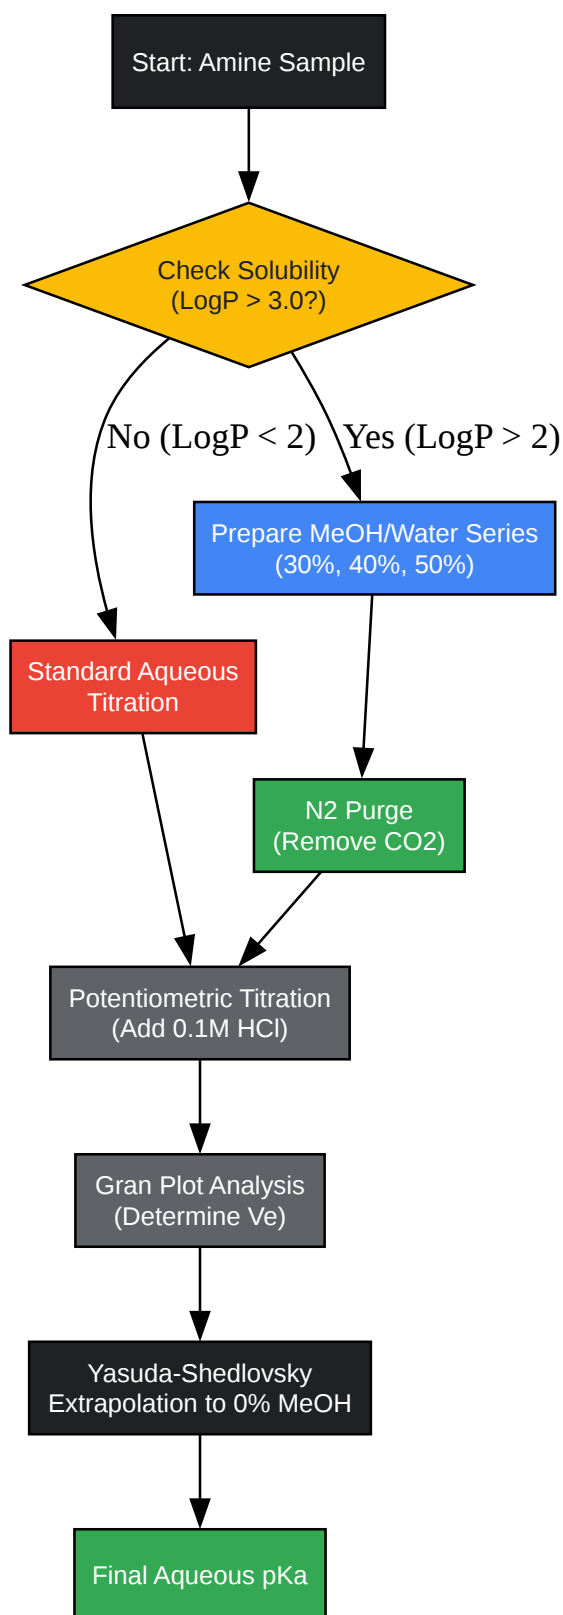 Start: Amine Sample
Check Solubility
(LogP > 3.0?)
No (LogP < 2)
Yes (LogP > 2)
Prepare MeOH/Water Series
(30%, 40%, 50%)
Standard Aqueous
Titration
N2 Purge
(Remove CO2)
Potentiometric Titration
(Add 0.1M HCl)
Gran Plot Analysis
(Determine Ve)
Yasuda-Shedlovsky
Extrapolation to 0% MeOH
Final Aqueous pKa